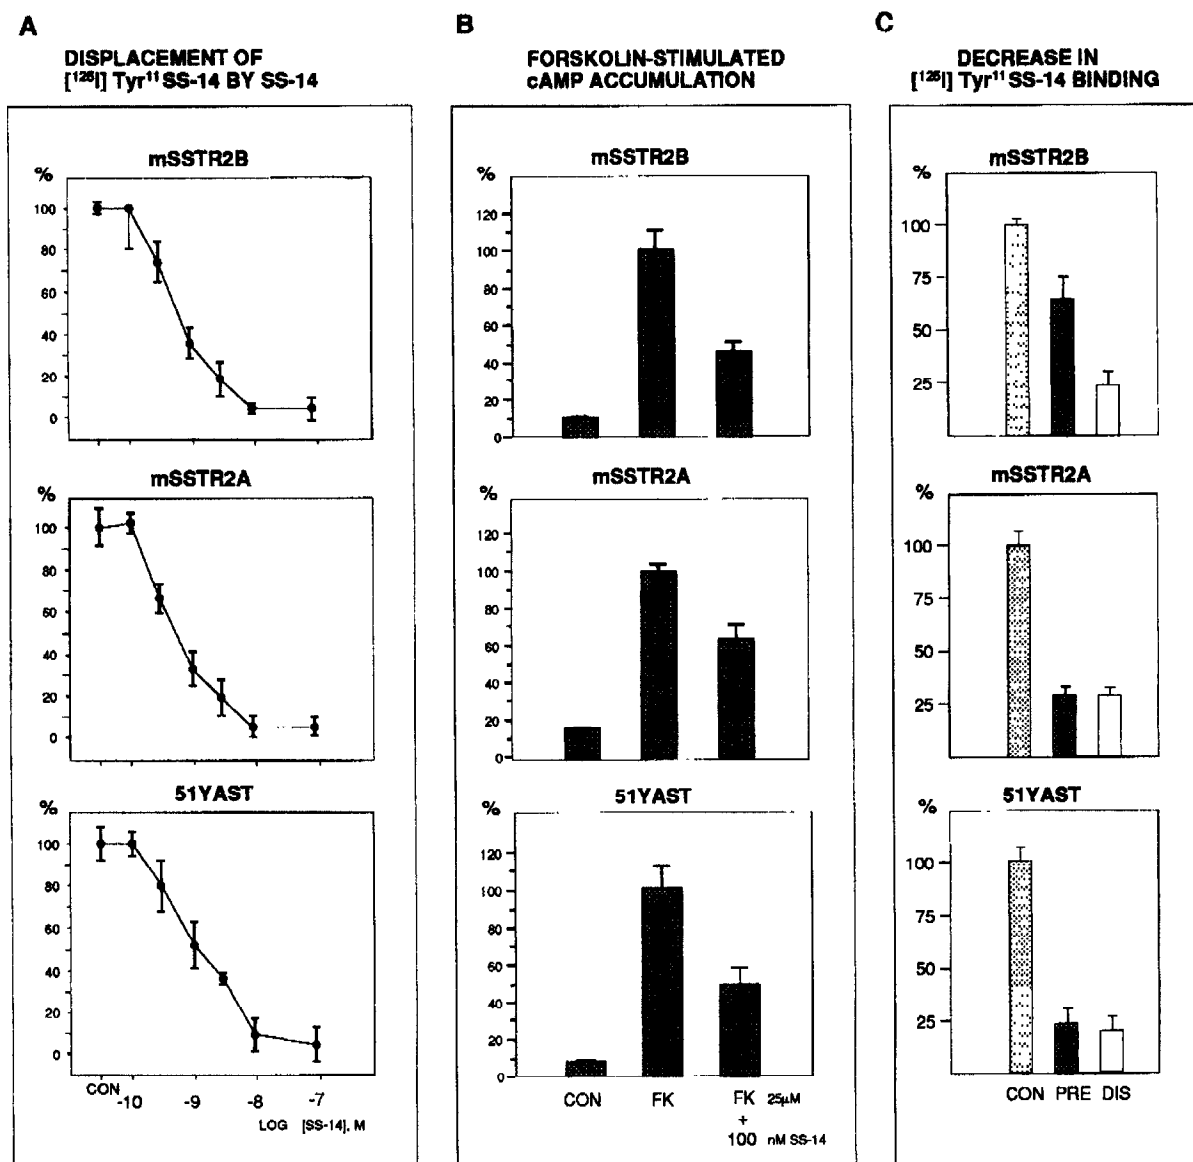 A
DISPLACEMENT OF
[¹²⁵I] Tyr¹¹ SS-14 BY SS-14
mSSTR2B
%
100
80
60
40
20
0
mSSTR2A
%
100
80
60
40
20
0
51YAST
%
100
80
60
40
20
0
CON
-10 -9 -8 -7
LOG [SS-14], M
B
FORSKOLIN-STIMULATED
cAMP ACCUMULATION
mSSTR2B
%
120
100
80
60
40
20
0
mSSTR2A
%
120
100
80
60
40
20
0
51YAST
%
120
100
80
60
40
20
0
CON FK FK 25µM
+
100 nM SS-14
C
DECREASE IN
[¹²⁵I] Tyr¹¹ SS-14 BINDING
mSSTR2B
%
100
75
50
25
mSSTR2A
%
100
75
50
25
51YAST
%
100
75
50
25
CON PRE DIS